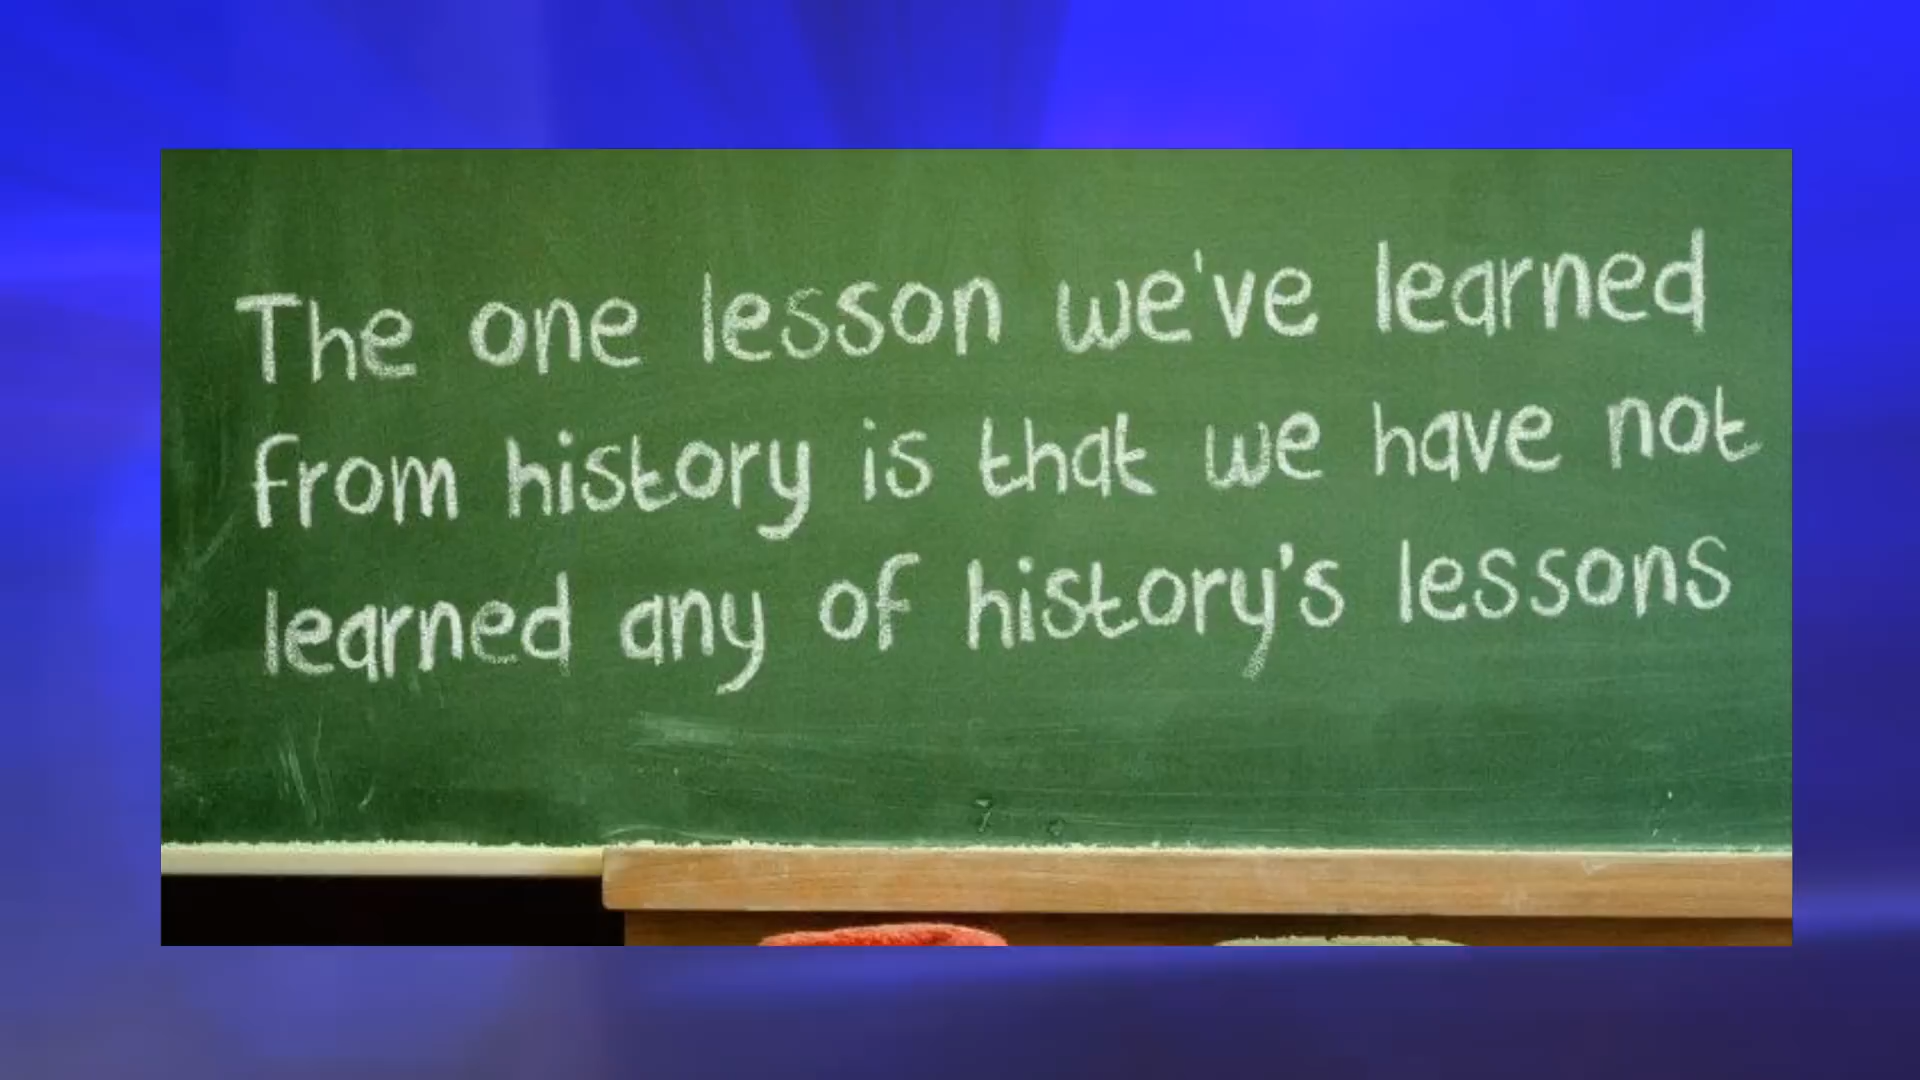 The one lesson we've learned
from history is that we have not
learned any of history's lessons